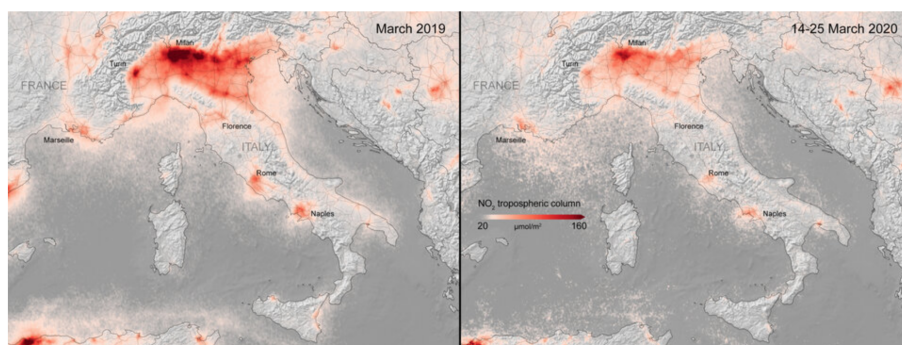 March 2019
Milan
Turin
FRANCE
Marseille
Florence
ITALY
Rome
Naples
14-25 March 2020
Milan
Turin
FRANCE
Marseille
Florence
ITALY
Rome
Naples
NO₂ tropospheric column
20 µmol/m² 160